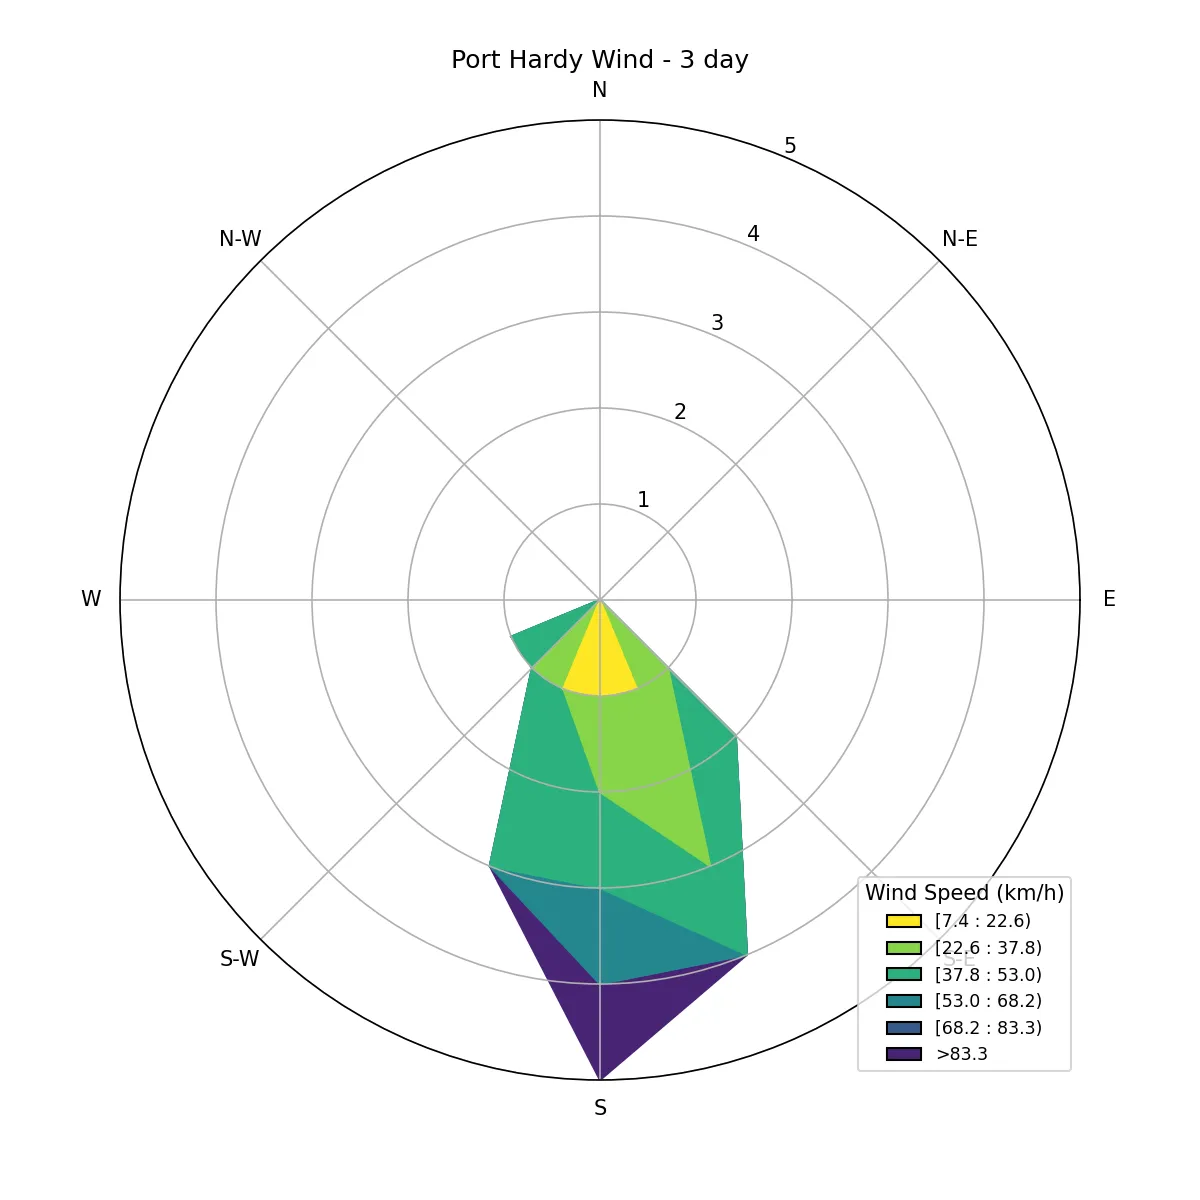 Port Hardy Wind - 3 day
N
5
N-W
N-E
4
3
2
1
W
E
Wind Speed (km/h)
[7.4 : 22.6)
[22.6 : 37.8)
S-W
S-E
[37.8 : 53.0)
[53.0 : 68.2)
[68.2 : 83.3)
>83.3
S